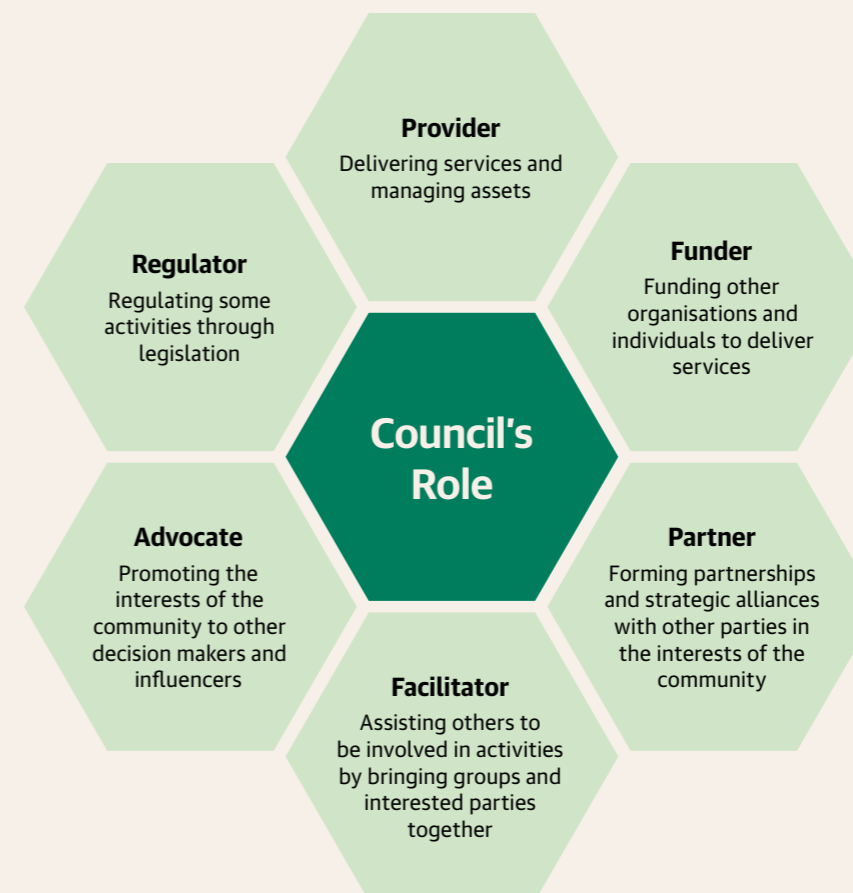 Provider
Delivering services and
managing assets
Funder
Funding other
organisations and
individuals to deliver
services
Partner
Forming partnerships
and strategic alliances
with other parties in
the interests of the
community
Facilitator
Assisting others to
be involved in activities
by bringing groups and
interested parties
together
Advocate
Promoting the
interests of the
community to other
decision makers and
influencers
Regulator
Regulating some
activities through
legislation
Council's
Role